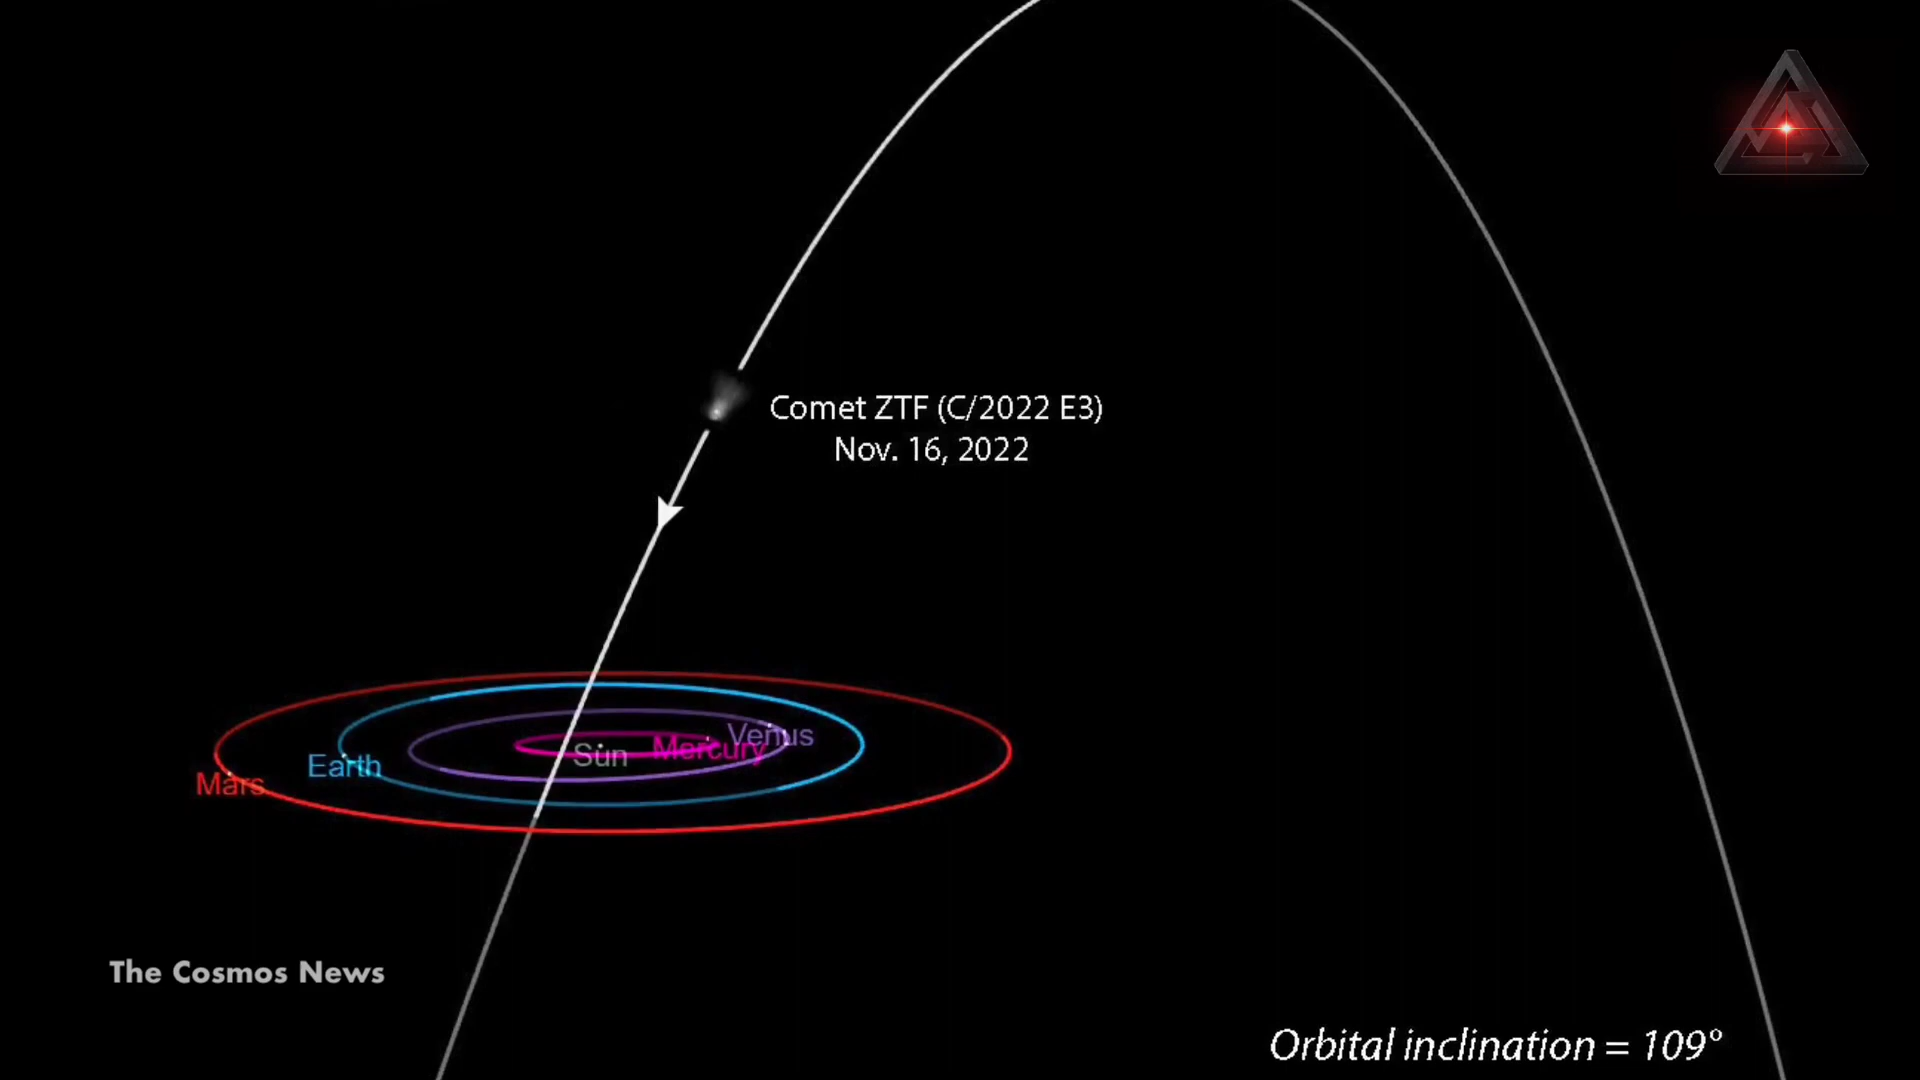 Comet ZTF (C/2022 E3)
Nov. 16, 2022
Venus
Mercury
Sun
Earth
Mars
The Cosmos News
Orbital inclination = 109°